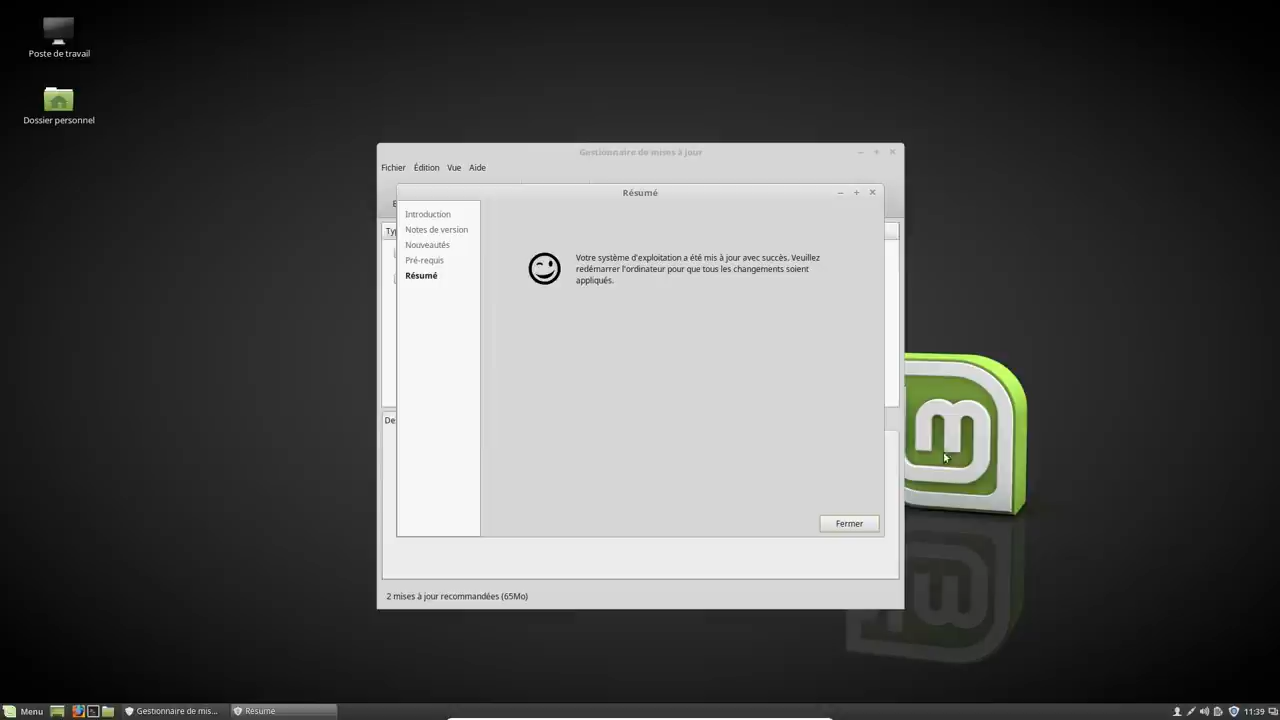 Poste de travail
Dossier personnel
Gestionnaire de mises à jour
Fichier Édition Vue Aide
Résumé
Introduction
Notes de version
Nouveautés
Pré-requis
Résumé
Votre système d'exploitation a été mis à jour avec succès. Veuillez
redémarrer l'ordinateur pour que tous les changements soient
appliqués.
Fermer
2 mises à jour recommandées (65Mo)
Menu
Gestionnaire de mis...
Résumé
11:39